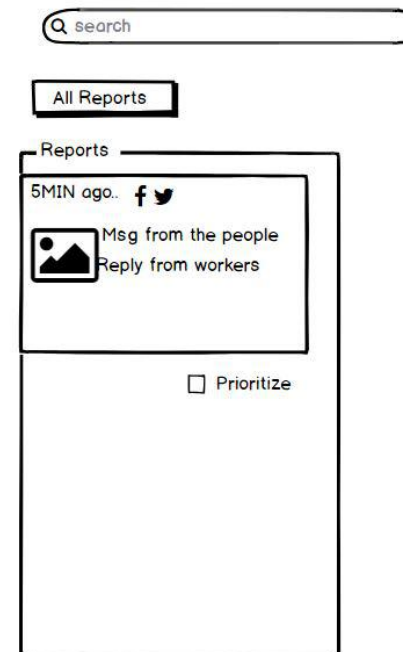 search
All Reports
Reports
5MIN ago..
Msg from the people
Reply from workers
Prioritize